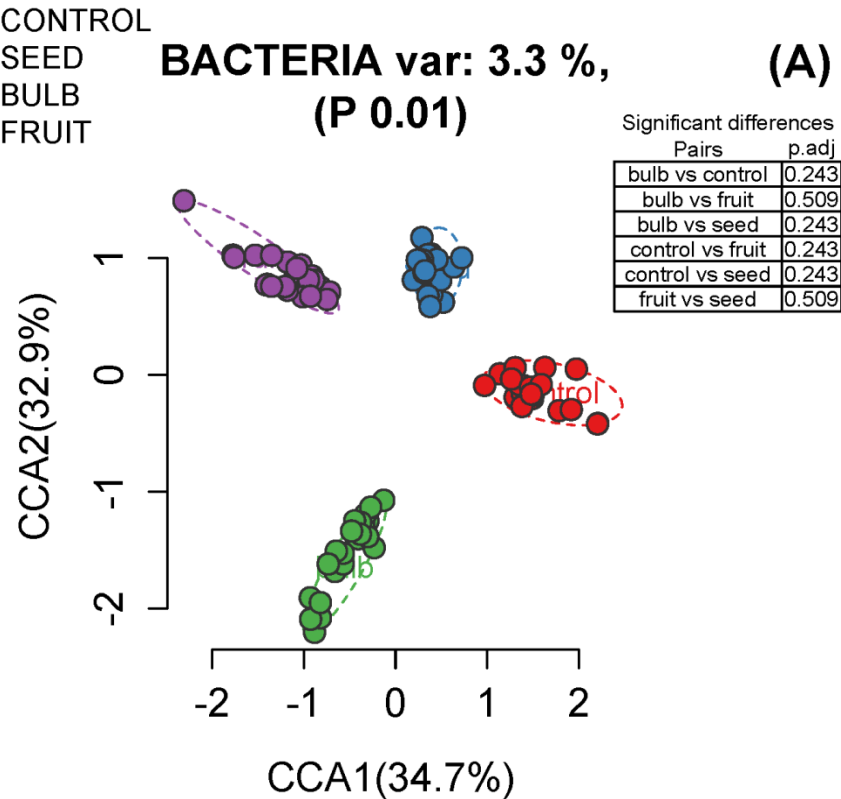 CONTROL
SEED
BULB
FRUIT
BACTERIA var: 3.3 %,
(P 0.01)
(A)
Significant differences
Pairs p.adj
bulb vs control 0.243
bulb vs fruit 0.509
bulb vs seed 0.243
control vs fruit 0.243
control vs seed 0.243
fruit vs seed 0.509
CCA2(32.9%)
1
0
-1
-2
-2 -1 0 1 2
CCA1(34.7%)